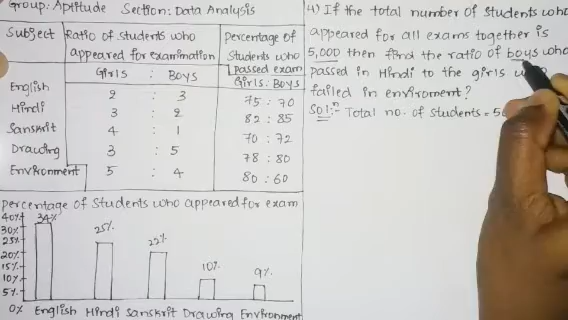 Group: Aptitude Section: Data Analysis
Subject Ratio of students who appeared for examination percentage of Students who passed exam
Girls : Boys Girls : Boys
English 2 : 3 75 : 70
Hindi 3 : 2 82 : 85
Sanskrit 4 : 1 70 : 72
Drawing 3 : 5 78 : 80
Environment 5 : 4 80 : 60
percentage of Students who appeared for exam
40%
30%
25%
20%
15%
10%
5%
0%
34% 25% 22% 10% 9%
English Hindi Sanskrit Drawing Environment
4) If the total number of students who
appeared for all exams together is
5,000 then find the ratio of boys who
passed in Hindi to the girls who
failed in enviroment?
Sol:n- Total no. of students = 50